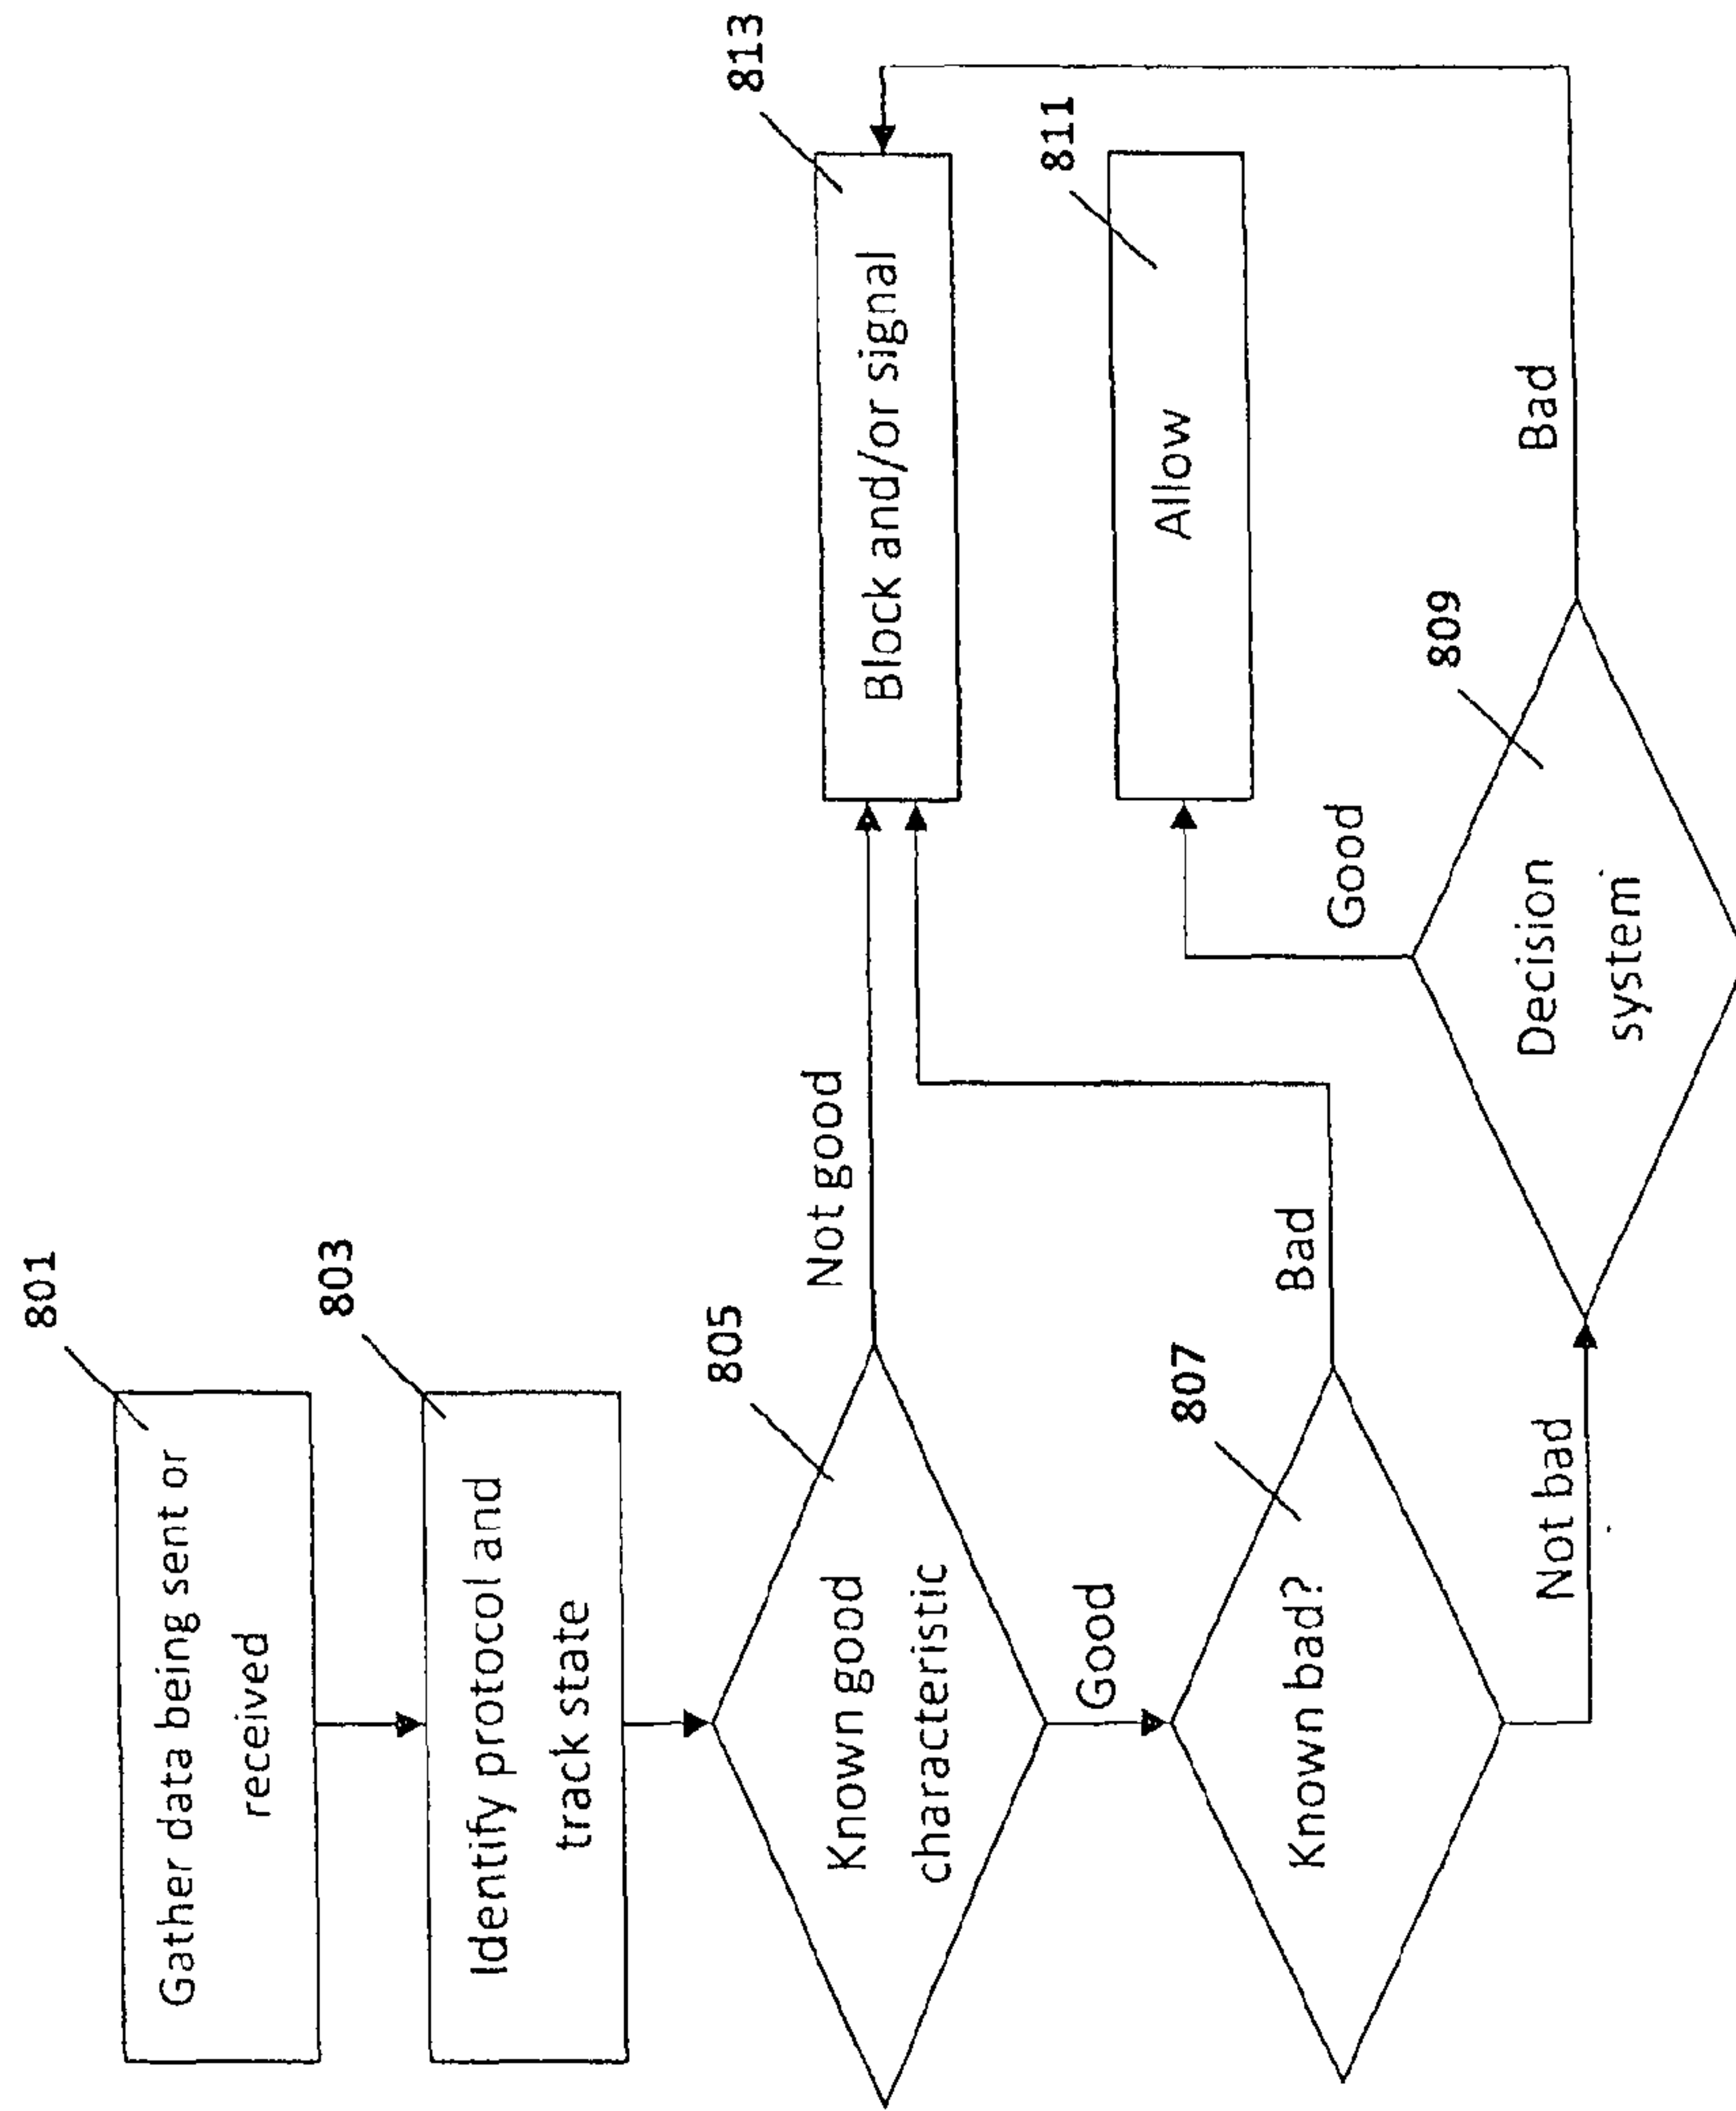 801
Gather data being sent or
received
803
Identify protocol and
track state
805
Known good
characteristic
Not good
813
Block and/or signal
Good
807
Known bad?
Bad
811
Allow
Not bad
809
Decision
system
Good
Bad